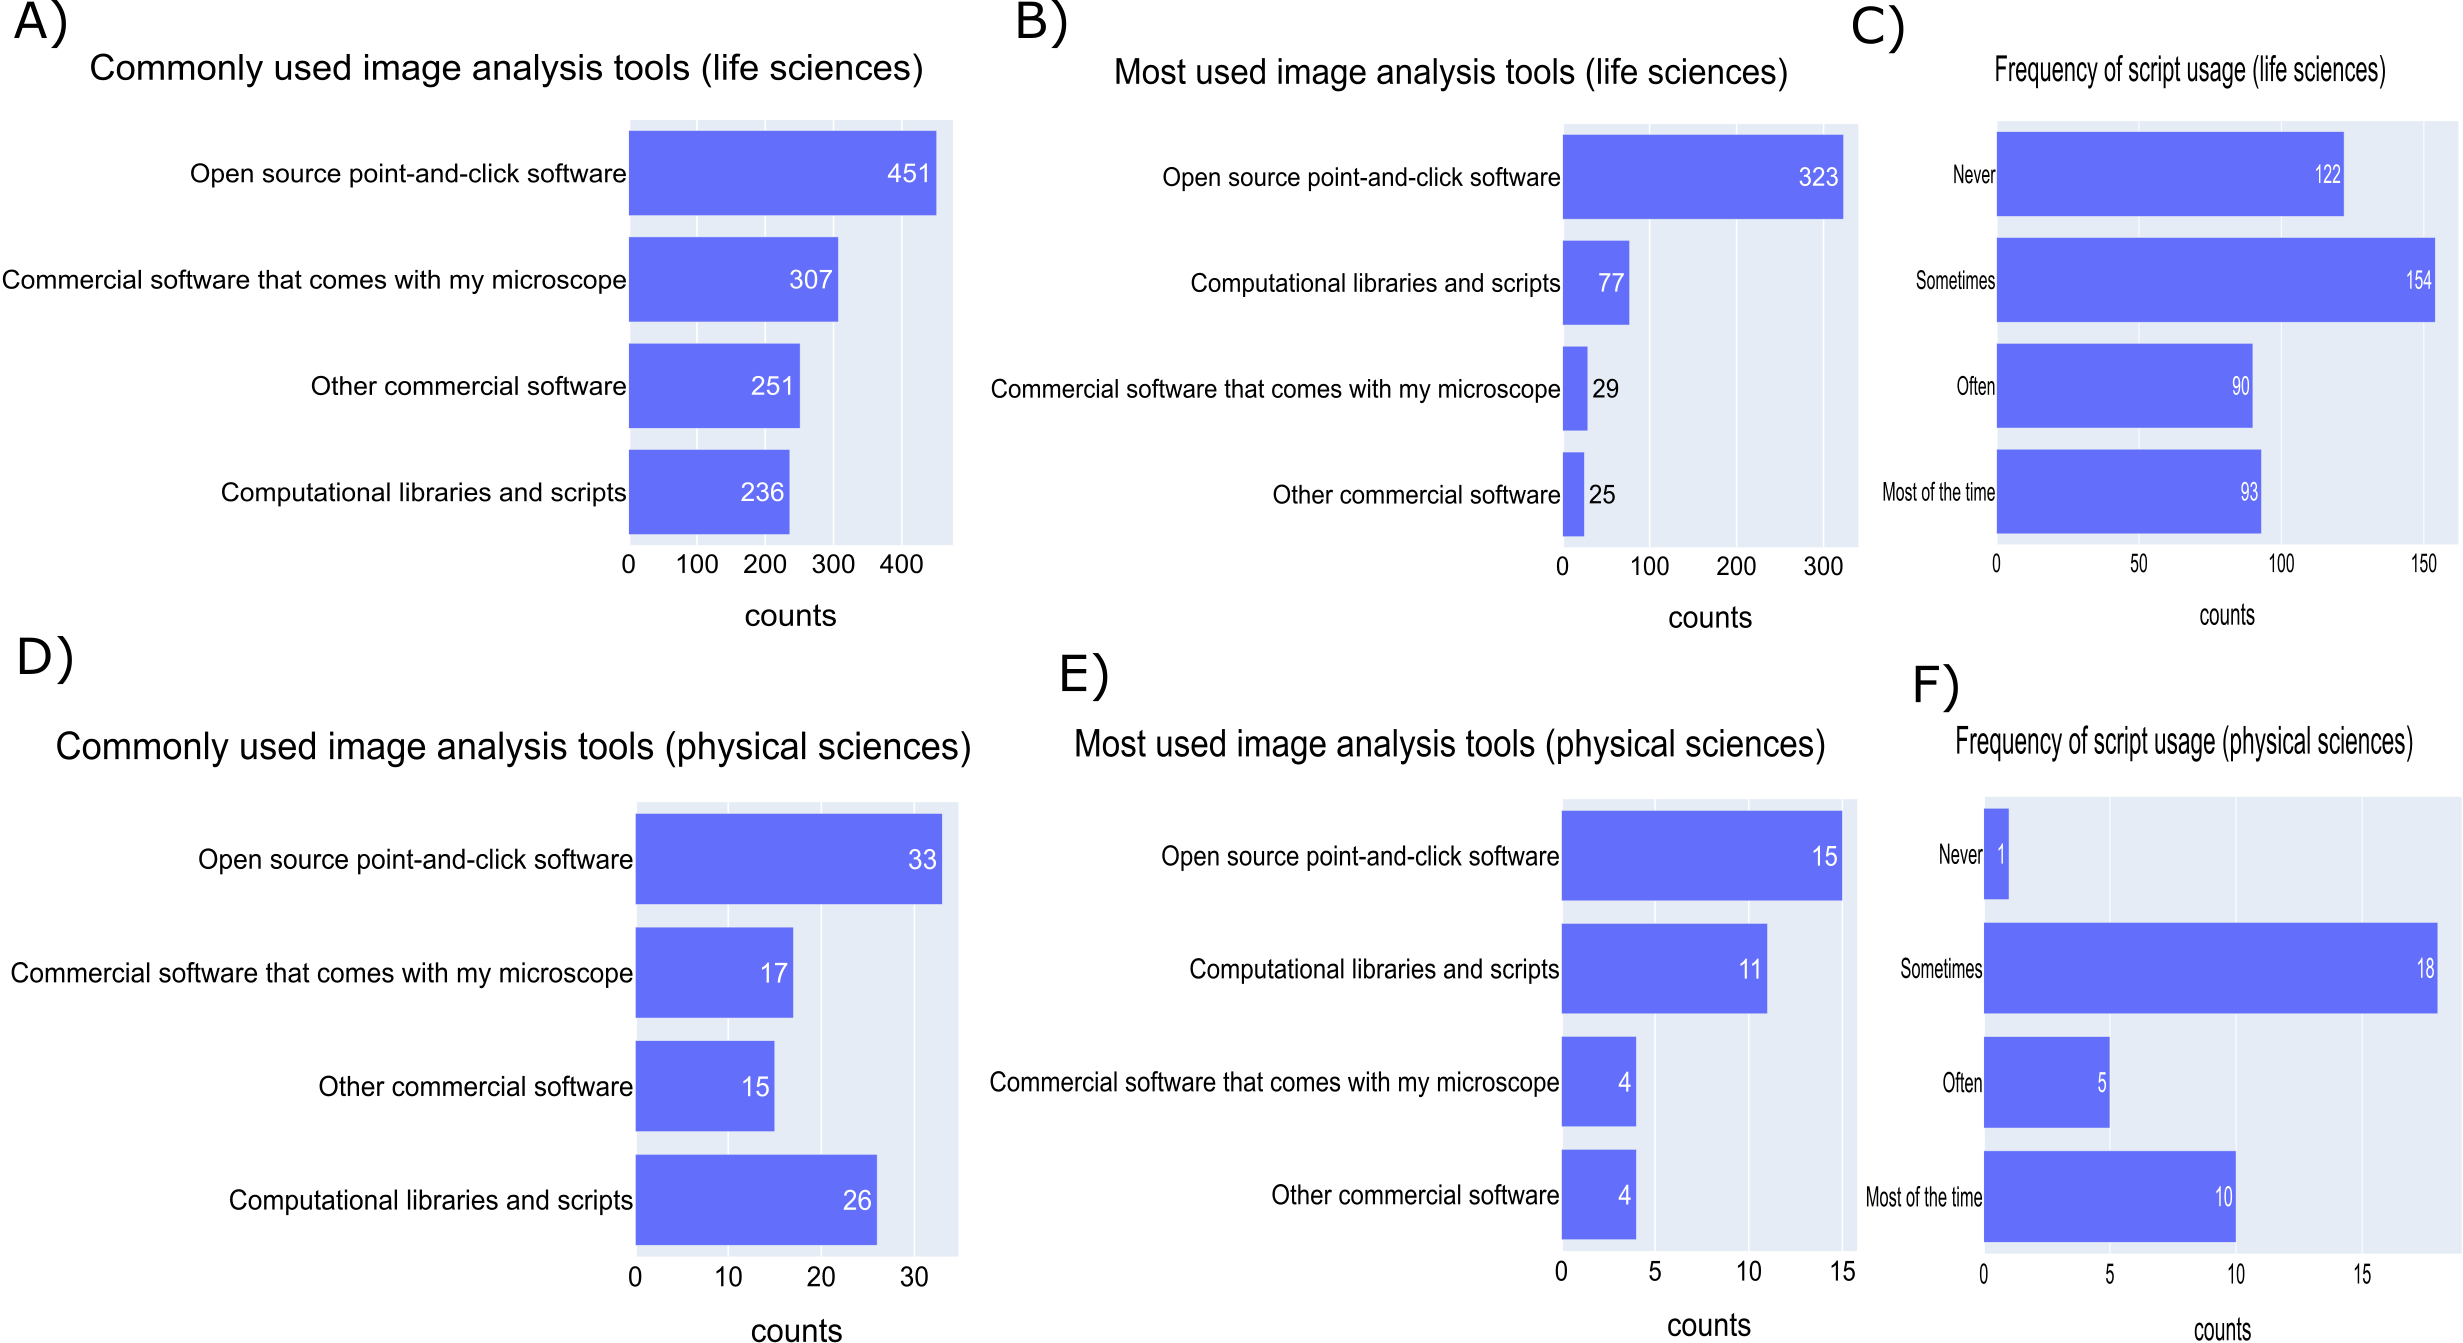 A)
Commonly used image analysis tools (life sciences)
Open source point-and-click software 451
Commercial software that comes with my microscope 307
Other commercial software 251
Computational libraries and scripts 236
0 100 200 300 400
counts
B)
Most used image analysis tools (life sciences)
Open source point-and-click software 323
Computational libraries and scripts 77
Commercial software that comes with my microscope 29
Other commercial software 25
0 100 200 300
counts
C)
Frequency of script usage (life sciences)
Never 122
Sometimes 154
Often 90
Most of the time 93
0 50 100 150
counts
D)
Commonly used image analysis tools (physical sciences)
Open source point-and-click software 33
Commercial software that comes with my microscope 17
Other commercial software 15
Computational libraries and scripts 26
0 10 20 30
counts
E)
Most used image analysis tools (physical sciences)
Open source point-and-click software 15
Computational libraries and scripts 11
Commercial software that comes with my microscope 4
Other commercial software 4
0 5 10 15
counts
F)
Frequency of script usage (physical sciences)
Never 1
Sometimes 18
Often 5
Most of the time 10
0 5 10 15
counts